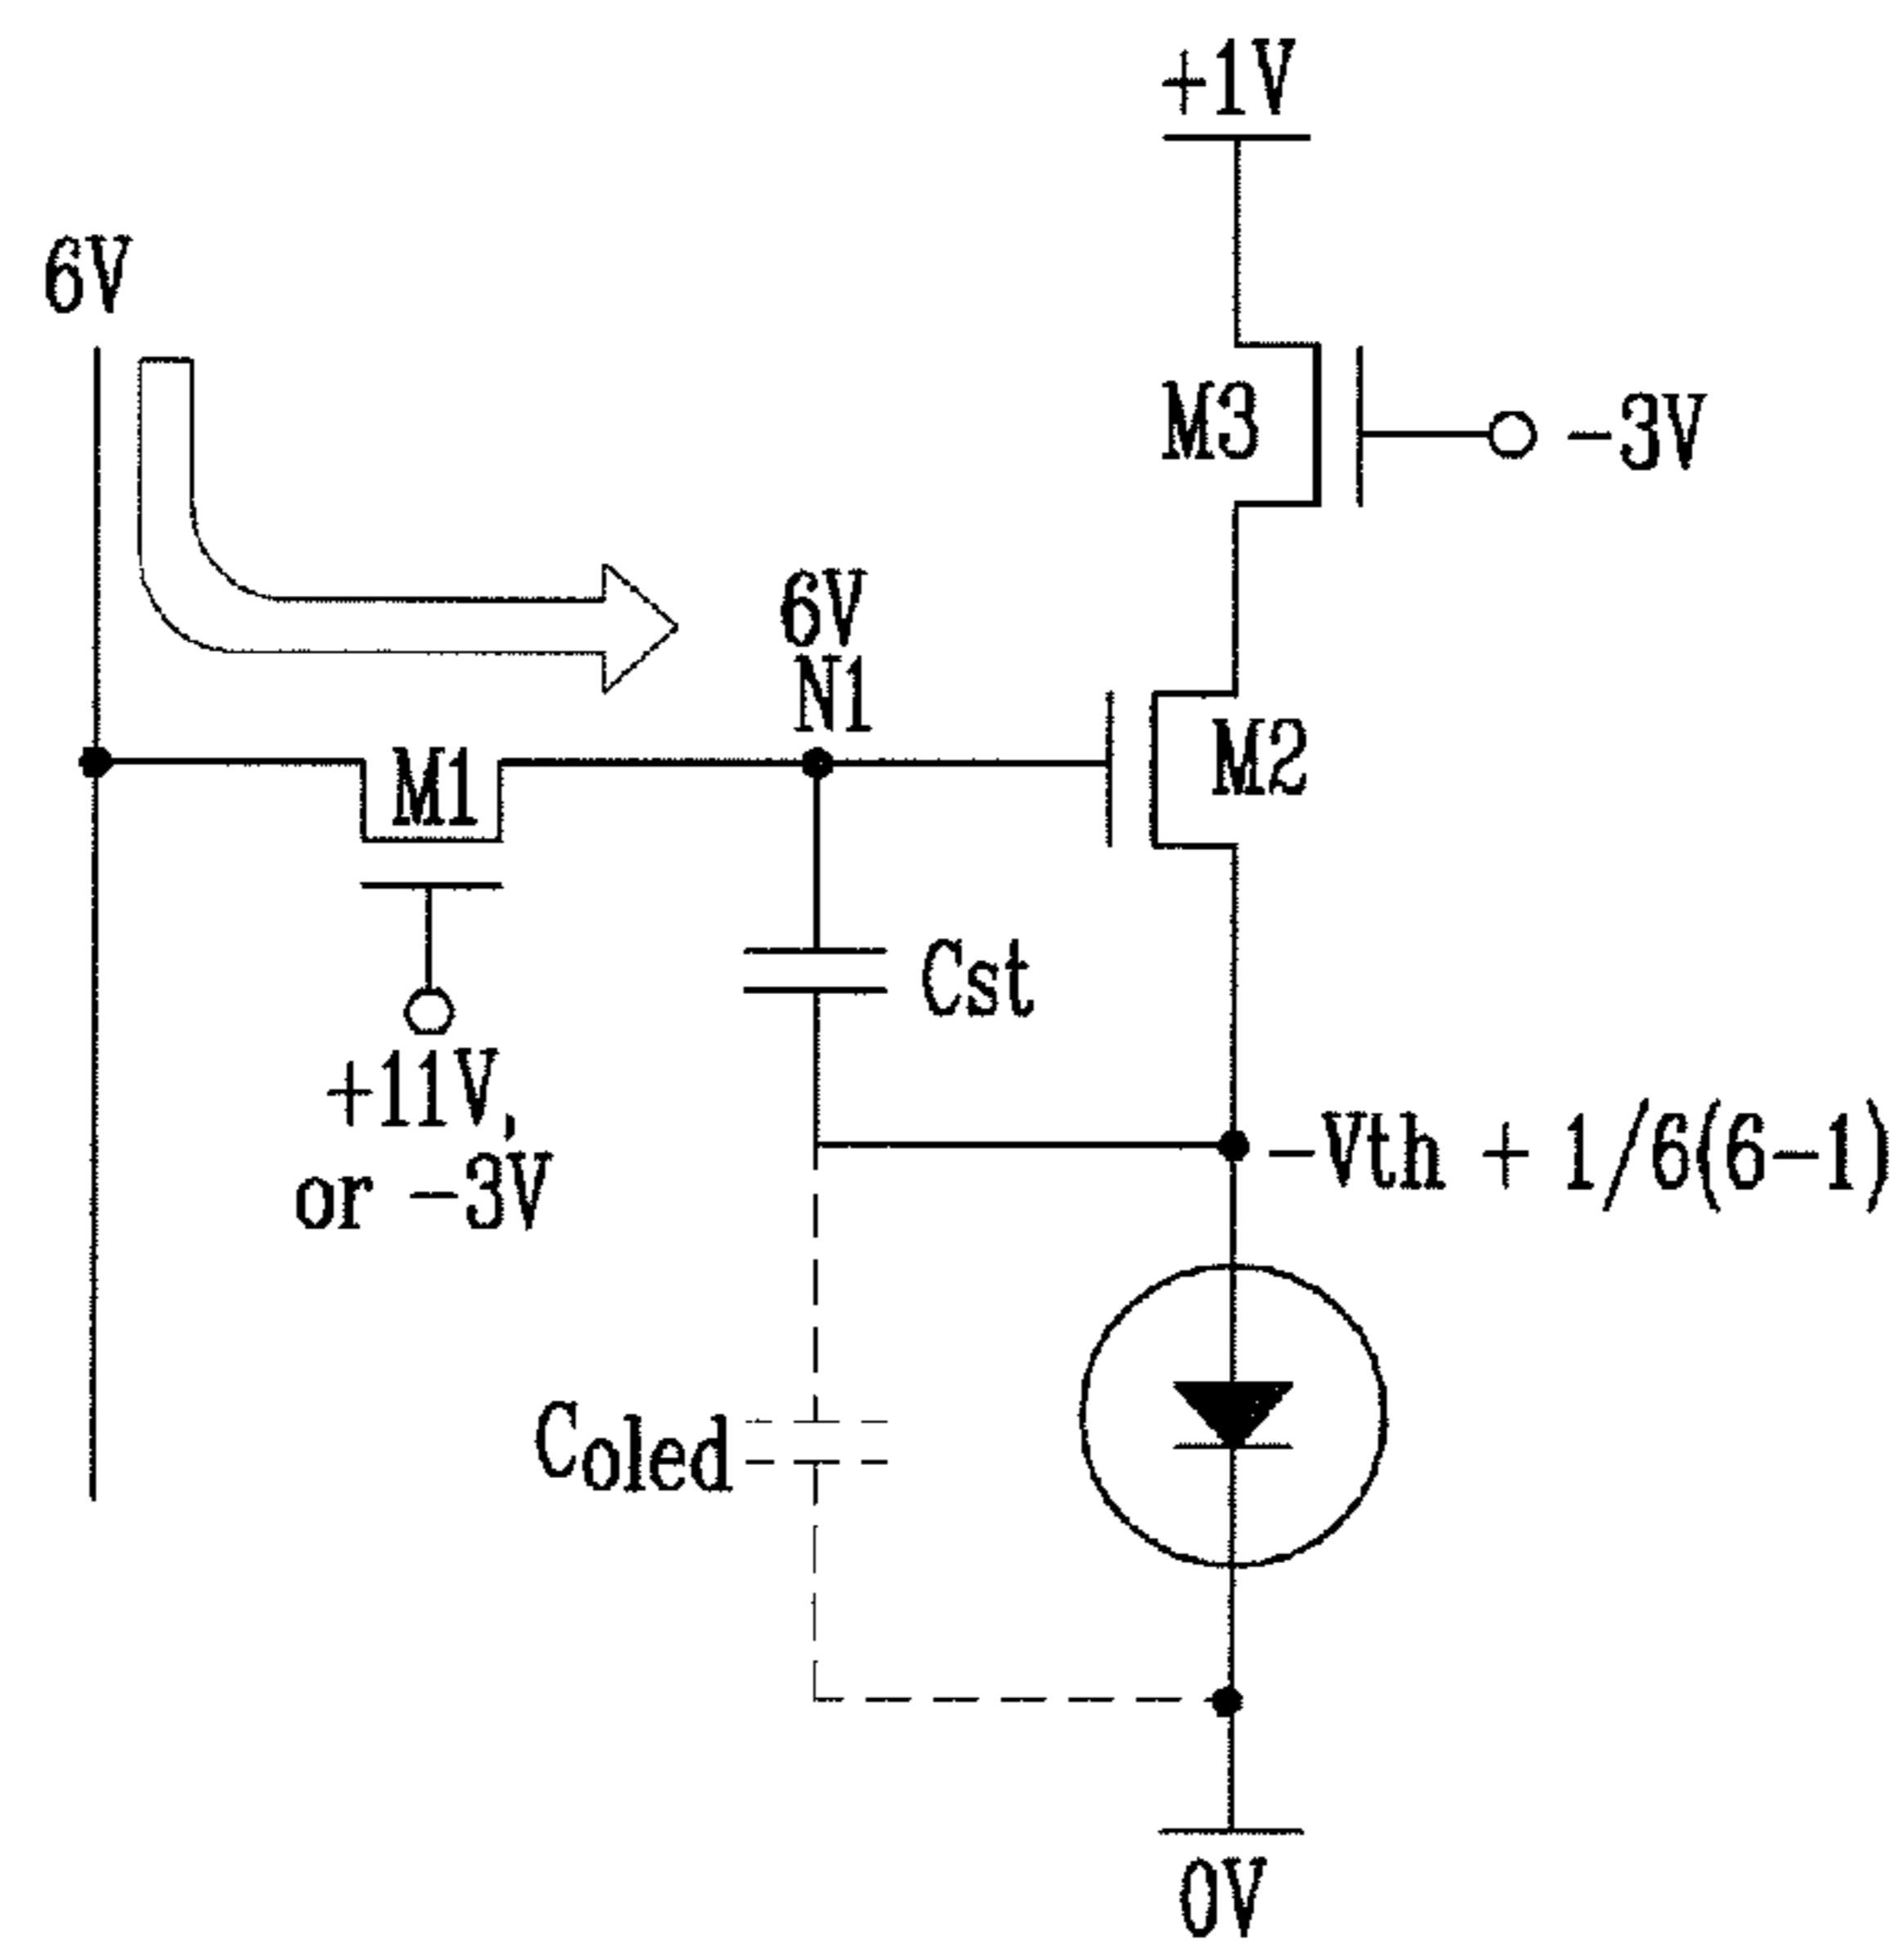 +1V
6V
M3
-3V
6V
N1
M1
M2
Cst
+11V,
or -3V
-Vth + 1/6(6-1)
Coled
0V